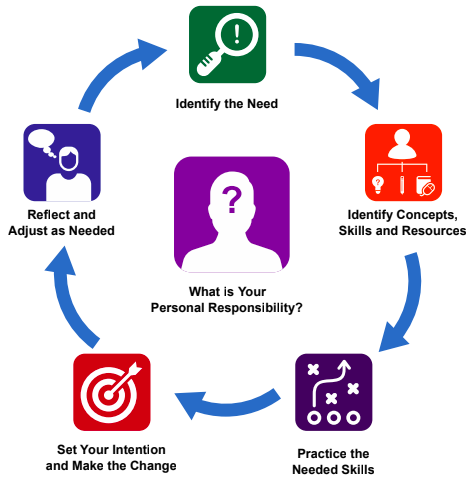 Identify the Need
Identify Concepts,
Skills and Resources
Practice the
Needed Skills
Set Your Intention
and Make the Change
Reflect and
Adjust as Needed
?
What is Your
Personal Responsibility?